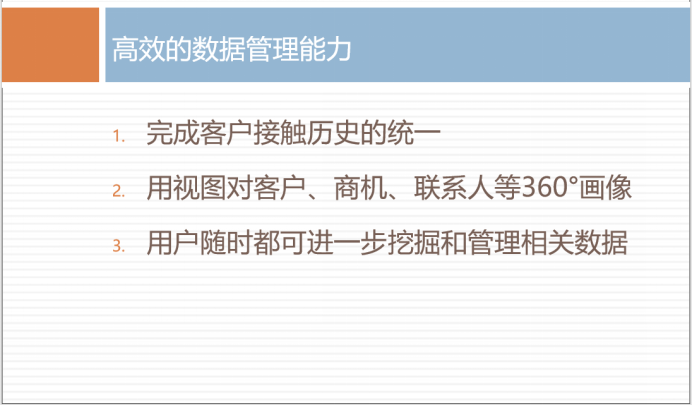 高效的数据管理能力
1. 完成客户接触历史的统一
2. 用视图对客户、商机、联系人等360°画像
3. 用户随时都可进一步挖掘和管理相关数据